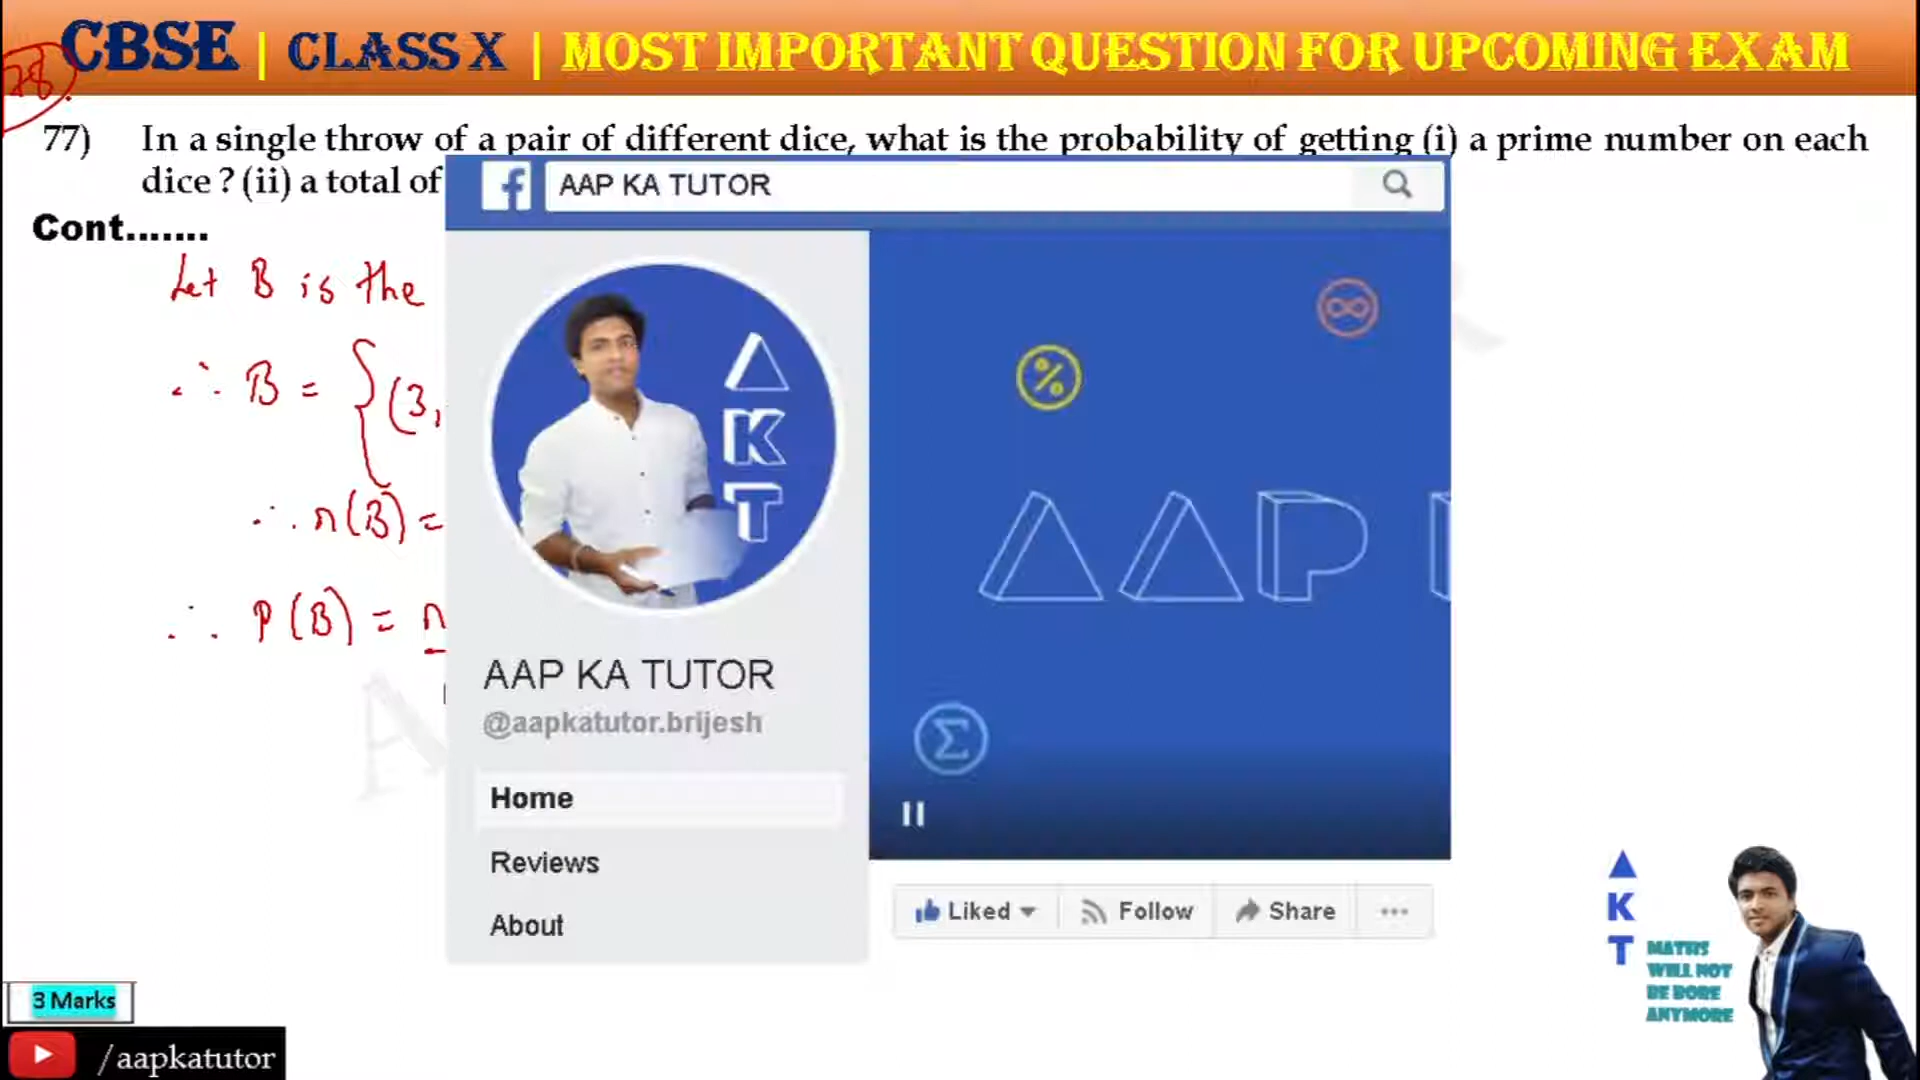 CBSE | CLASS X | MOST IMPORTANT QUESTION FOR UPCOMING EXAM
78.
77) In a single throw of a pair of different dice, what is the probability of getting (i) a prime number on each
dice ? (ii) a total of
Cont.......
Let B is the
∴ B = { (3,
∴ n(B) =
∴ P(B) = n
AAP KA TUTOR
A
K
T
AAP KA TUTOR
@aapkatutor.brijesh
Home
Reviews
About
% ∞
AAP
Σ
Liked Follow Share ...
A
K
T
MATHS
WILL NOT
BE BORE
ANYMORE
3 Marks
/aapkatutor